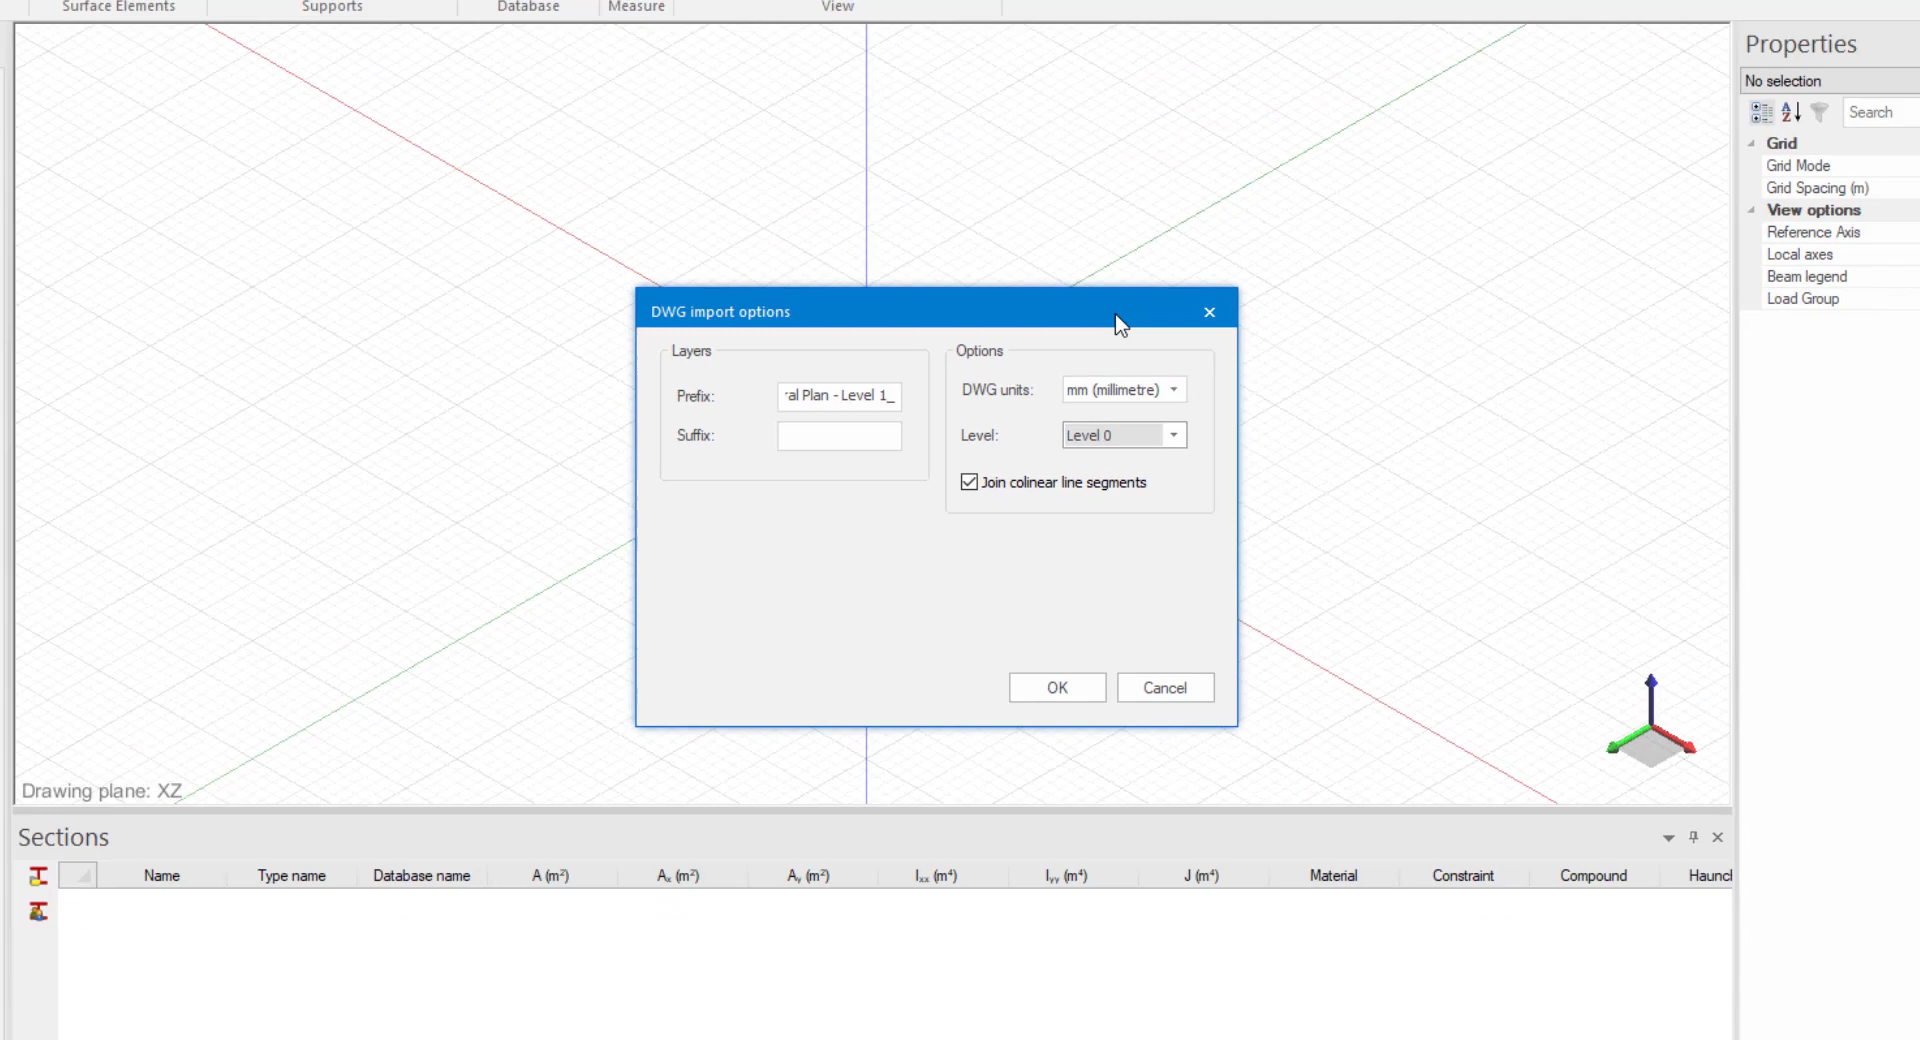 Surface Elements
Supports
Database
Measure
View
Properties
No selection
Search
Grid
Grid Mode
Grid Spacing (m)
View options
Reference Axis
Local axes
Beam legend
Load Group
DWG import options
Layers
Prefix:
Plan - Level 1_
Suffix:
Options
DWG units:
mm (millimetre)
Level:
Level 0
Join colinear line segments
OK
Cancel
Drawing plane: XZ
Sections
Name
Type name
Database name
A (m²)
Aₓ (m²)
Aᵧ (m²)
Iₓₓ (m⁴)
Iᵧᵧ (m⁴)
J (m⁴)
Material
Constraint
Compound